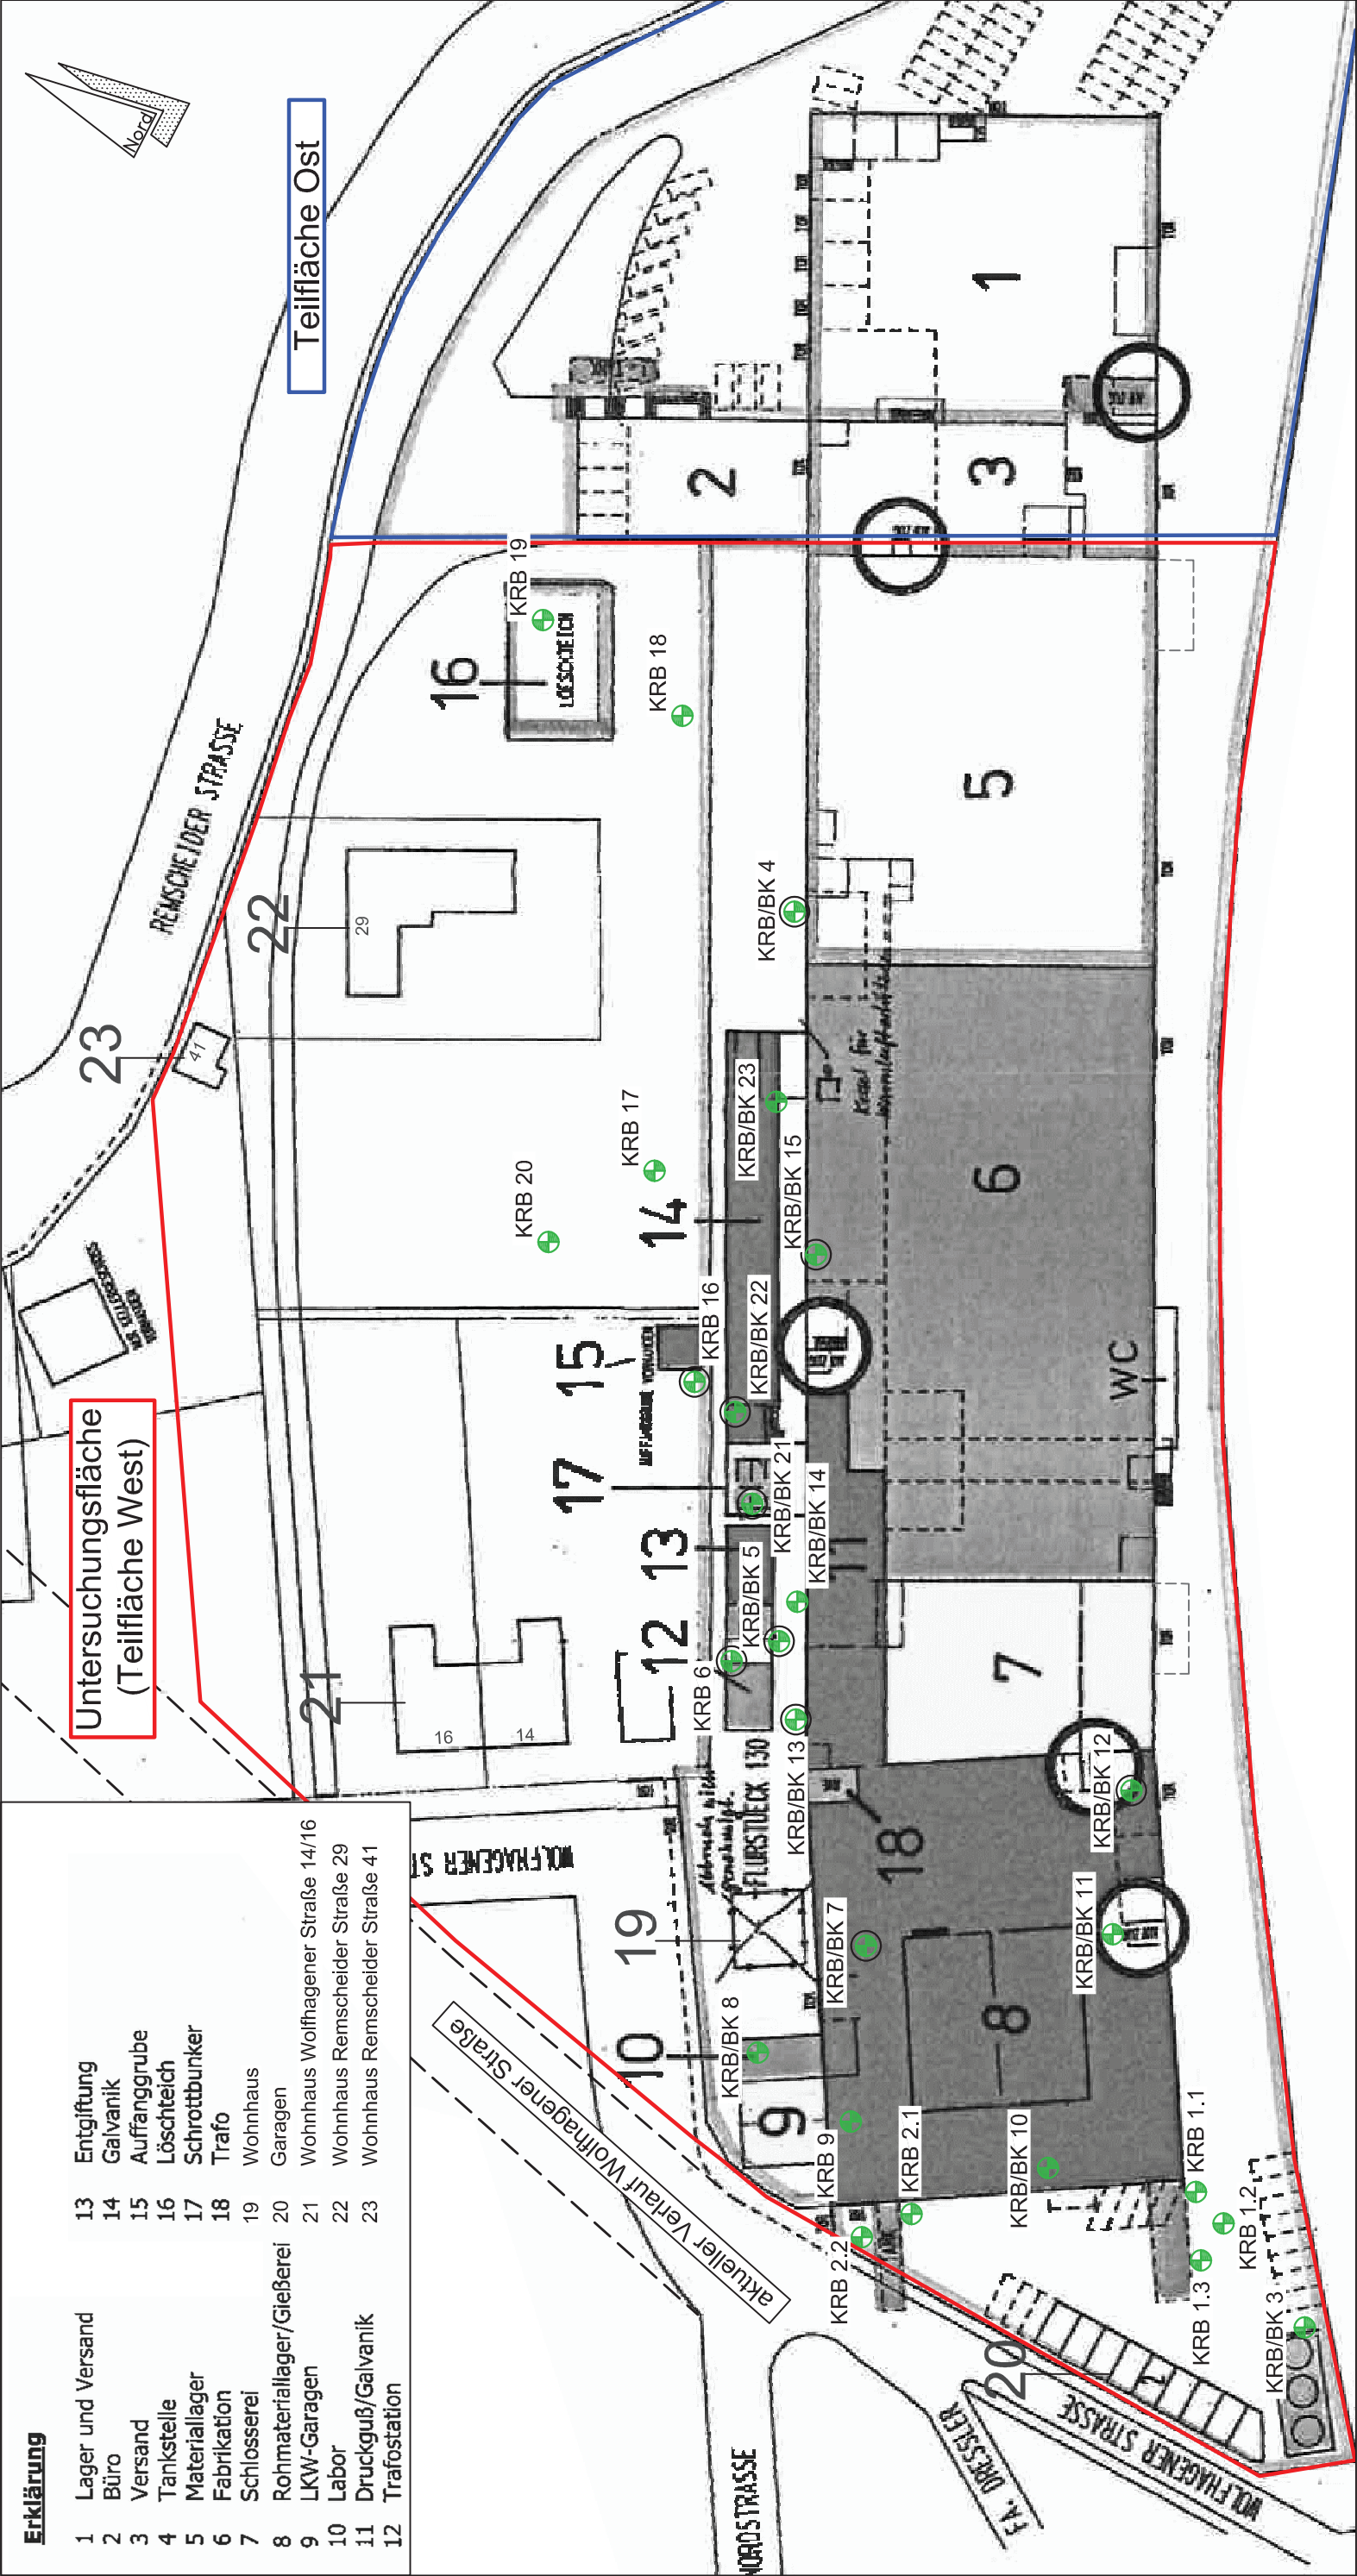 Erklärung
1 Lager und Versand
2 Büro
3 Versand
4 Tankstelle
5 Materiallager
6 Fabrikation
7 Schlosserei
8 Rohmateriallager/Gießerei
9 LKW-Garagen
10 Labor
11 Druckguß/Galvanik
12 Trafostation
13 Entgiftung
14 Galvanik
15 Auffanggrube
16 Löschteich
17 Schrottbunker
18 Trafo
19 Wohnhaus
20 Garagen
21 Wohnhaus Wolfhagener Straße 14/16
22 Wohnhaus Remscheider Straße 29
23 Wohnhaus Remscheider Straße 41
Untersuchungsfläche
(Teilfläche West)
Teilfläche Ost
Nord
REMSCHEIDER STRASSE
23
41
22
29
21
16
14
16
LOESCHTEICH
KRB 19
KRB 18
KRB 20
KRB 17
WOLFHAGENER ST
aktueller Verlauf Wolfhagener Straße
19
10
12
13
17
15
14
2
KRB 16
KRB 6
KRB/BK 5
KRB/BK 21
KRB/BK 22
KRB/BK 23
KRB/BK 4
KRB/BK 8
FLURSTUECK 130
KRB/BK 13
KRB/BK 14
KRB/BK 15
Kessel für
9
KRB 9
KRB/BK 7
18
11
KRB 2.2
KRB 2.1
8
7
6
5
3
1
KRB/BK 10
KRB/BK 11
KRB/BK 12
WC
KRB 1.1
KRB 1.2
KRB 1.3
KRB/BK 3
20
NORDSTRASSE
FA. DRESSLER
WOLFHAGENER STRASSE
TOR